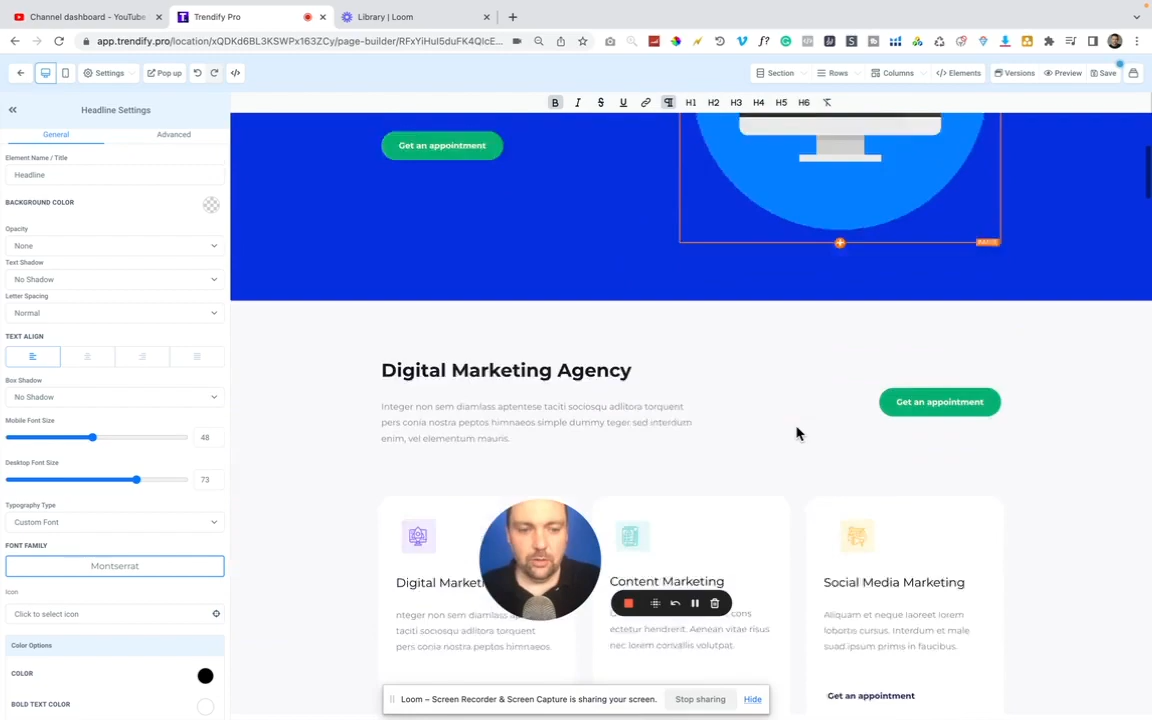 Channel dashboard - YouTube
Trendify Pro
Library | Loom
app.trendify.pro/location/xQDKd6BL3KSWPx163ZCy/page-builder/RFxYiHul5duFK4QIcE...
Settings
Pop up
Section
Rows
Columns
Elements
Versions
Preview
Save
Headline Settings
B
I
S
U
H1
H2
H3
H4
H5
H6
General
Advanced
Element Name / Title
Headline
BACKGROUND COLOR
Opacity
None
Text Shadow
No Shadow
Letter Spacing
Normal
TEXT ALIGN
Box Shadow
No Shadow
Mobile Font Size
48
Desktop Font Size
73
Typography Type
Custom Font
FONT FAMILY
Montserrat
Icon
Click to select icon
Color Options
COLOR
BOLD TEXT COLOR
Get an appointment
Digital Marketing Agency
Integer non sem diamlass aptentese taciti sociosqu adlitora torquent
pers conia nostra peptos himnaeos simple dummy teger sed interdum
enim, vel elementum mauris.
Get an appointment
Digital Market
nteger non sem diamlass
taciti sociosqu adlitora torquent
pers conia nostra peptos himnaeos.
Content Marketing
cons
ectetur hendrerit. Aenean vitae risus
nec lorem convallis volutpat.
Social Media Marketing
Aliquam et neque laoreet lorem
lobortis cursus. Interdum et male
suad ipsum primis in faucibus.
Get an appointment
Loom – Screen Recorder & Screen Capture is sharing your screen.
Stop sharing
Hide